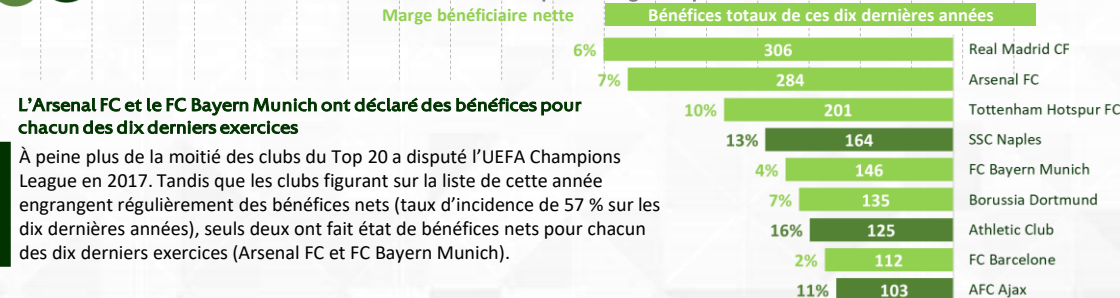 Marge bénéficiaire nette
Bénéfices totaux de ces dix dernières années
6% 306 Real Madrid CF
7% 284 Arsenal FC
10% 201 Tottenham Hotspur FC
13% 164 SSC Naples
4% 146 FC Bayern Munich
7% 135 Borussia Dortmund
16% 125 Athletic Club
2% 112 FC Barcelone
11% 103 AFC Ajax
L'Arsenal FC et le FC Bayern Munich ont déclaré des bénéfices pour
chacun des dix derniers exercices
À peine plus de la moitié des clubs du Top 20 a disputé l'UEFA Champions
League en 2017. Tandis que les clubs figurant sur la liste de cette année
engrangent régulièrement des bénéfices nets (taux d'incidence de 57 % sur les
dix dernières années), seuls deux ont fait état de bénéfices nets pour chacun
des dix derniers exercices (Arsenal FC et FC Bayern Munich).